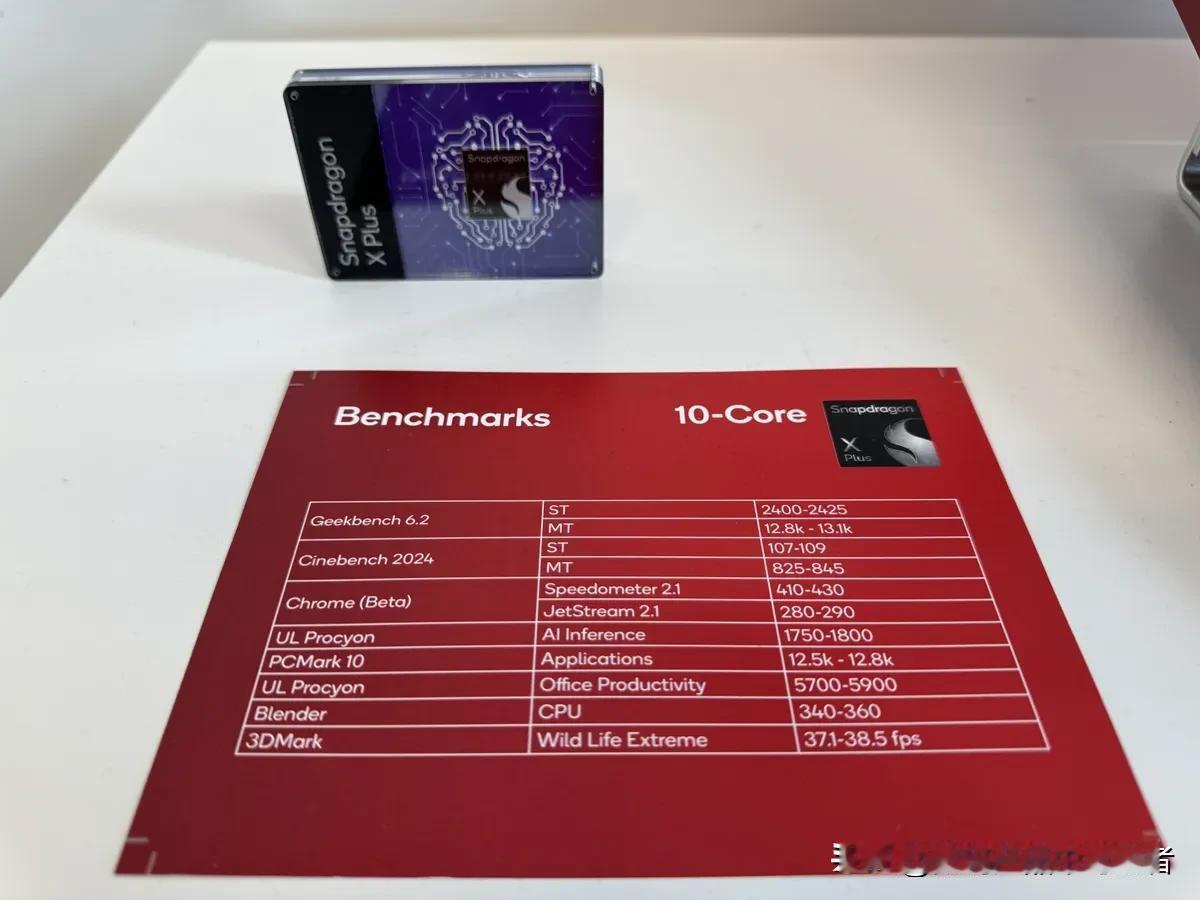 Snapdragon
X Plus
Snapdragon
X
Plus
Benchmarks
10-Core
Snapdragon
X
Plus
Geekbench 6.2 ST 2400-2425
MT 12.8k - 13.1k
Cinebench 2024 ST 107-109
MT 825-845
Chrome (Beta) Speedometer 2.1 410-430
JetStream 2.1 280-290
UL Procyon AI Inference 1750-1800
PCMark 10 Applications 12.5k - 12.8k
UL Procyon Office Productivity 5700-5900
Blender CPU 340-360
3DMark Wild Life Extreme 37.1-38.5 fps
者